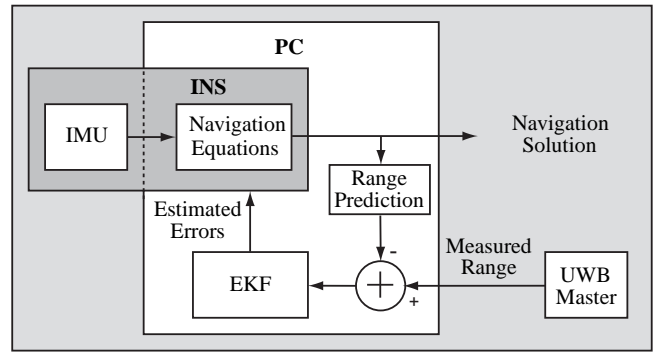 PC
INS
IMU
Navigation
Equations
Navigation
Solution
Range
Prediction
Estimated
Errors
-
Measured
Range
EKF
+
+
UWB
Master